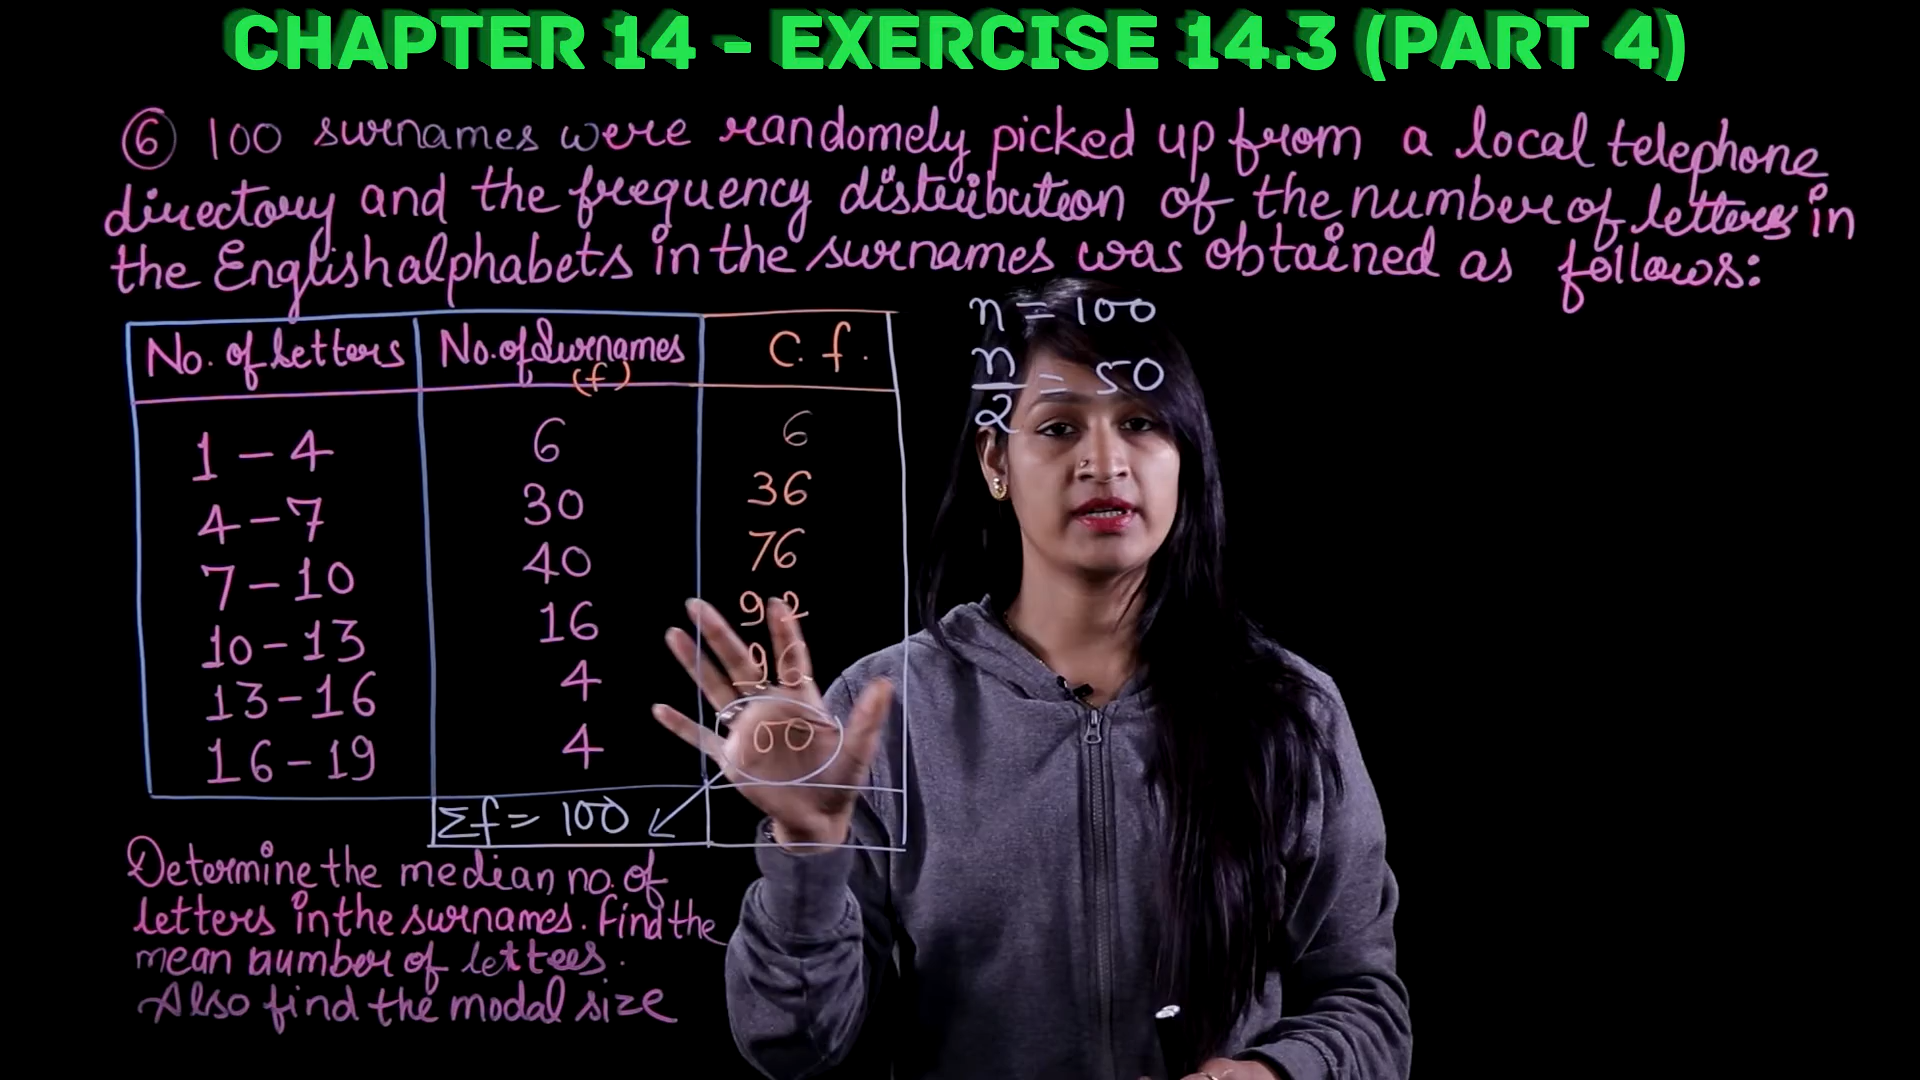 CHAPTER 14 - EXERCISE 14.3 (PART 4)
⑥ 100 surnames were randomely picked up from a local telephone
directory and the frequency distribution of the number of letters in
the English alphabets in the surnames was obtained as follows:
n = 100
n/2 = 50
No. of letters No. of Surnames (f) C. f.
1 - 4 6 6
4 - 7 30 36
7 - 10 40 76
10 - 13 16 92
13 - 16 4 96
16 - 19 4 100
Σf = 100
Determine the median no. of
letters in the surnames. Find the
mean number of letters.
Also find the modal size